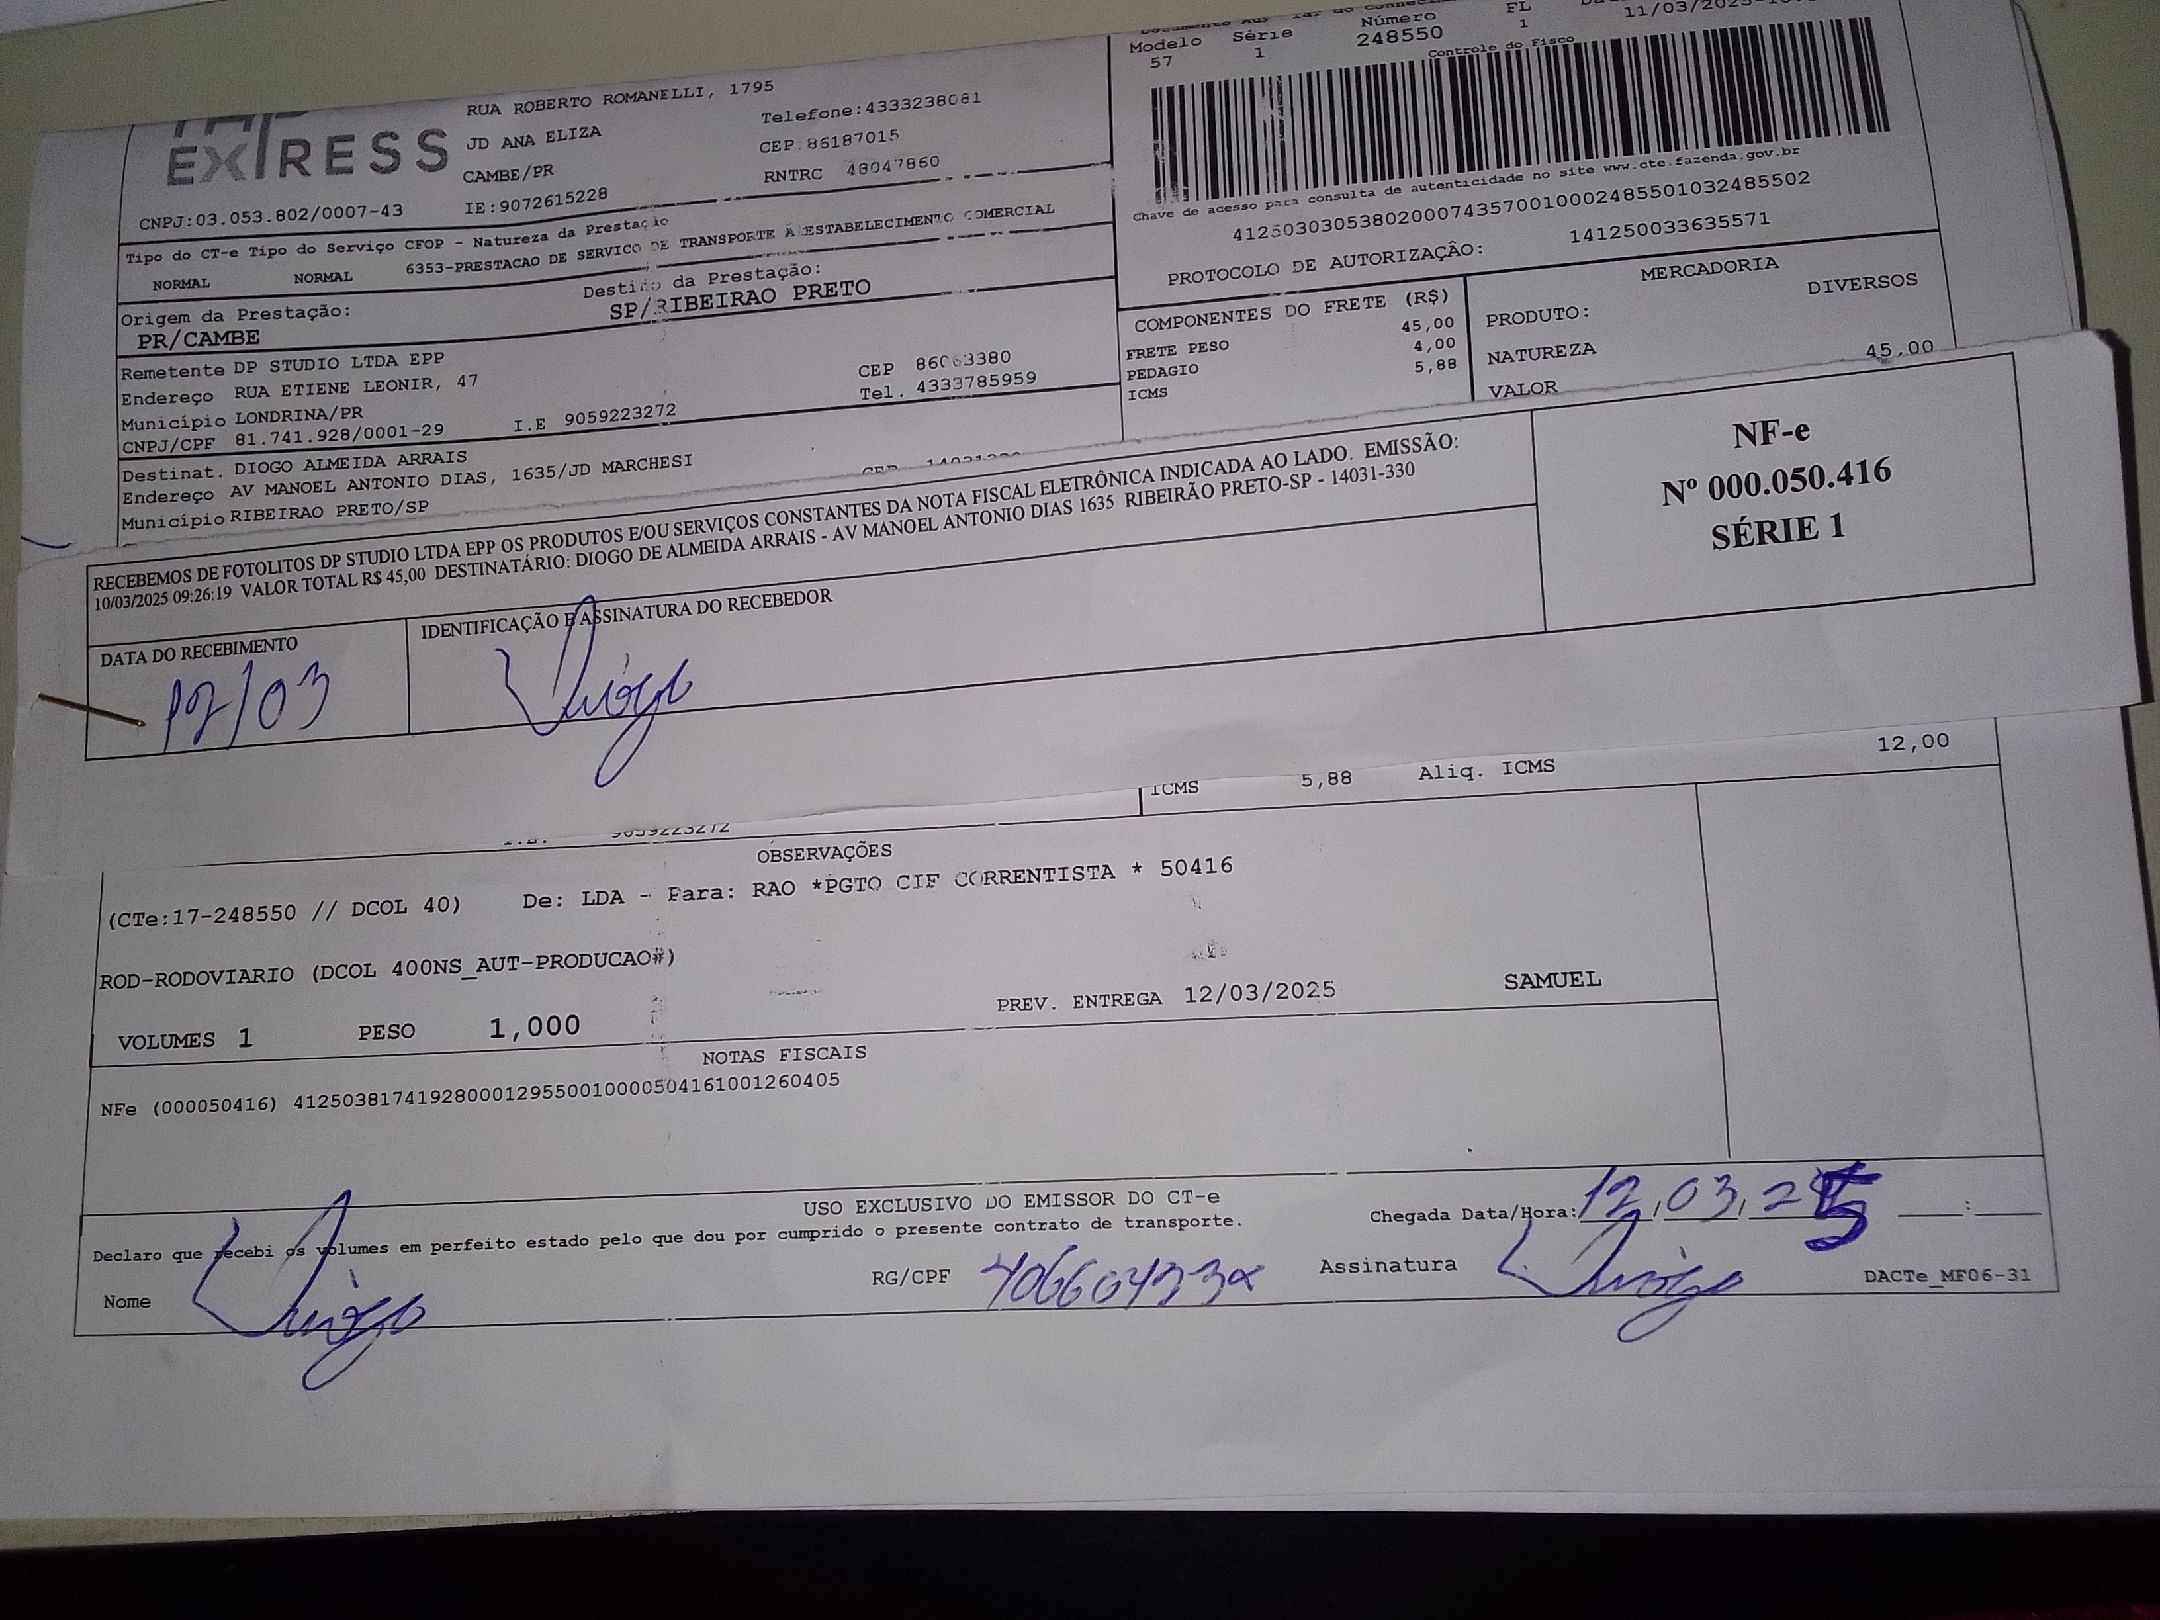 Modelo Série Número FL
57 1 248550 1
Controle do Fisco
EXPRESS
RUA ROBERTO ROMANELLI, 1795
JD ANA ELIZA
CAMBE/PR
Telefone:4333238081
CEP:86187015
RNTRC 48047860
CNPJ:03.053.802/0007-43 IE:9072615228
Chave de acesso para consulta de autenticidade no site www.cte.fazenda.gov.br
41250303053802000743570010002485501032485502
PROTOCOLO DE AUTORIZAÇÃO: 141250033635571
Tipo do CT-e Tipo do Serviço CFOP - Natureza da Prestação
NORMAL NORMAL 6353-PRESTACAO DE SERVICO DE TRANSPORTE A ESTABELECIMENTO COMERCIAL
Origem da Prestação: Destino da Prestação:
PR/CAMBE SP/RIBEIRAO PRETO
COMPONENTES DO FRETE (R$)
FRETE PESO 45,00
PEDAGIO 4,00
ICMS 5,88
MERCADORIA
PRODUTO: DIVERSOS
NATUREZA
VALOR 45,00
Remetente DP STUDIO LTDA EPP
Endereço RUA ETIENE LEONIR, 47 CEP 86063380
Município LONDRINA/PR Tel. 4333785959
CNPJ/CPF 81.741.928/0001-29 I.E 9059223272
Destinat. DIOGO ALMEIDA ARRAIS
Endereço AV MANOEL ANTONIO DIAS, 1635/JD MARCHESI
Município RIBEIRAO PRETO/SP
RECEBEMOS DE FOTOLITOS DP STUDIO LTDA EPP OS PRODUTOS E/OU SERVIÇOS CONSTANTES DA NOTA FISCAL ELETRÔNICA INDICADA AO LADO. EMISSÃO:
10/03/2025 09:26:19 VALOR TOTAL R$ 45,00 DESTINATÁRIO: DIOGO DE ALMEIDA ARRAIS - AV MANOEL ANTONIO DIAS 1635 RIBEIRÃO PRETO-SP - 14031-330
NF-e
Nº 000.050.416
SÉRIE 1
DATA DO RECEBIMENTO IDENTIFICAÇÃO E ASSINATURA DO RECEBEDOR
12/03 Diogo
ICMS 5,88 Aliq. ICMS 12,00
9059223272
OBSERVAÇÕES
(CTe:17-248550 // DCOL 40) De: LDA - Para: RAO *PGTO CIF CORRENTISTA * 50416
ROD-RODOVIARIO (DCOL 400NS_AUT-PRODUCAO#)
VOLUMES 1 PESO 1,000 PREV. ENTREGA 12/03/2025 SAMUEL
NOTAS FISCAIS
NFe (000050416) 41250381741928000129550010000504161001260405
USO EXCLUSIVO DO EMISSOR DO CT-e
Declaro que recebi os volumes em perfeito estado pelo que dou por cumprido o presente contrato de transporte.
Chegada Data/Hora: 12,03,25 :
Nome Diogo RG/CPF Assinatura Diogo
DACTe_MF06-31